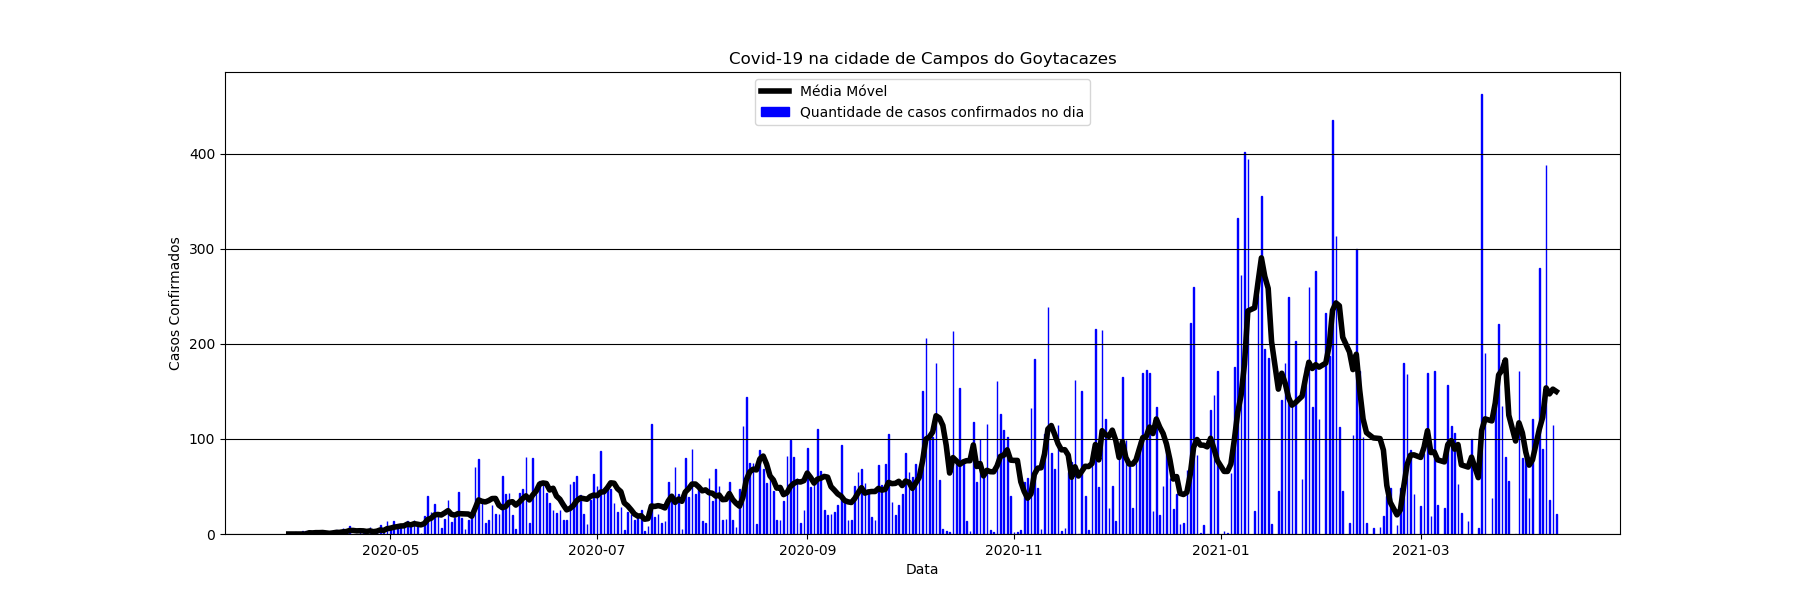 Covid-19 na cidade de Campos do Goytacazes
Média Móvel
Quantidade de casos confirmados no dia
Casos Confirmados
400
300
200
100
0
2020-05
2020-07
2020-09
2020-11
2021-01
2021-03
Data